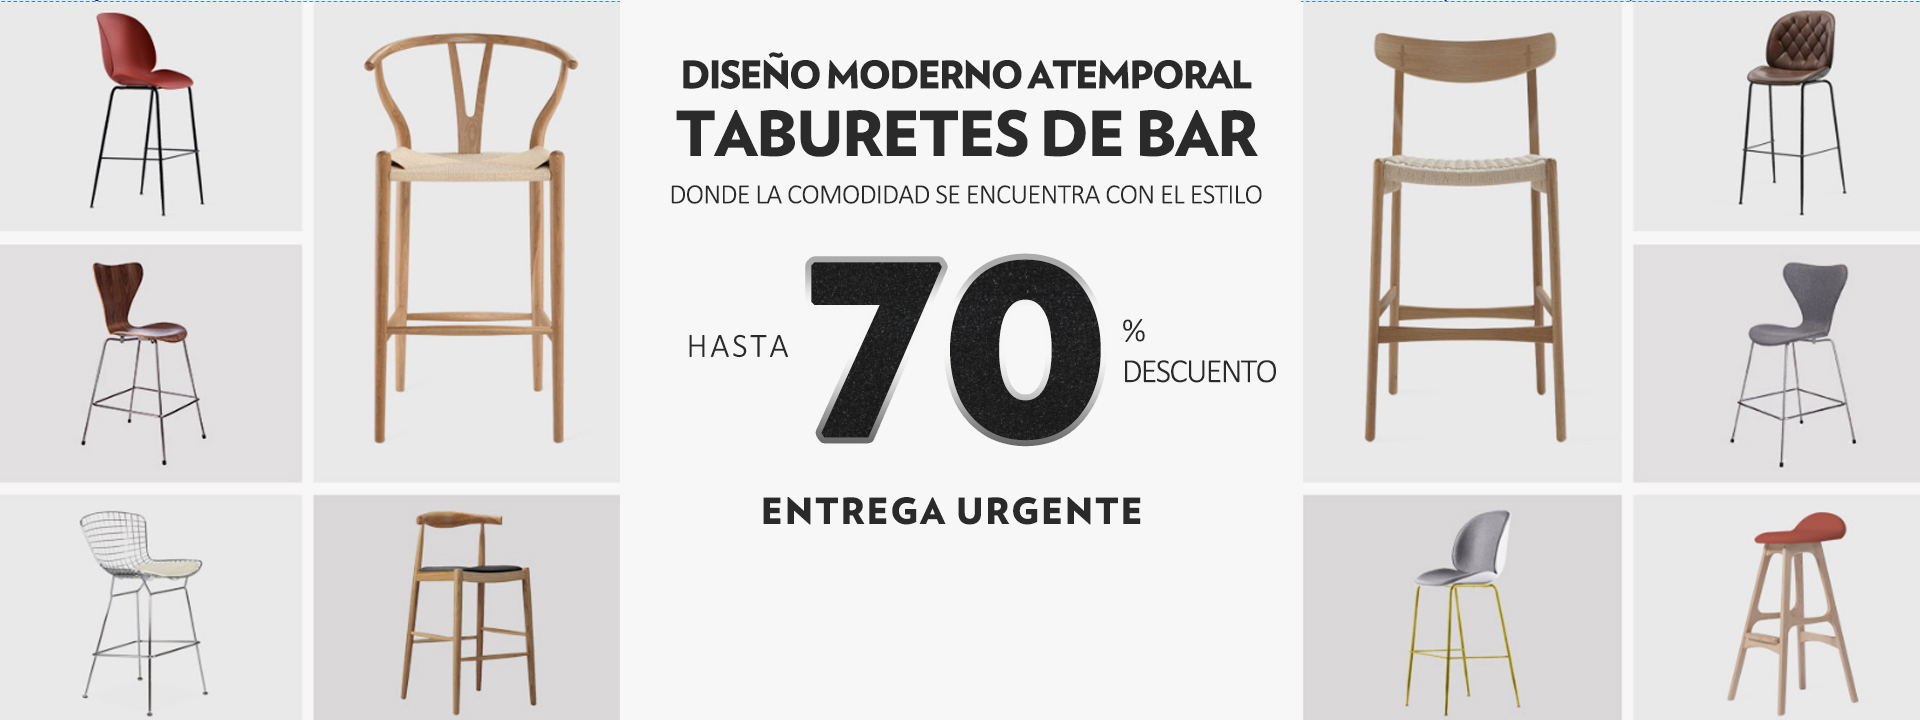 DISEÑO MODERNO ATEMPORAL
TABURETES DE BAR
DONDE LA COMODIDAD SE ENCUENTRA CON EL ESTILO
HASTA 70 % DESCUENTO
ENTREGA URGENTE